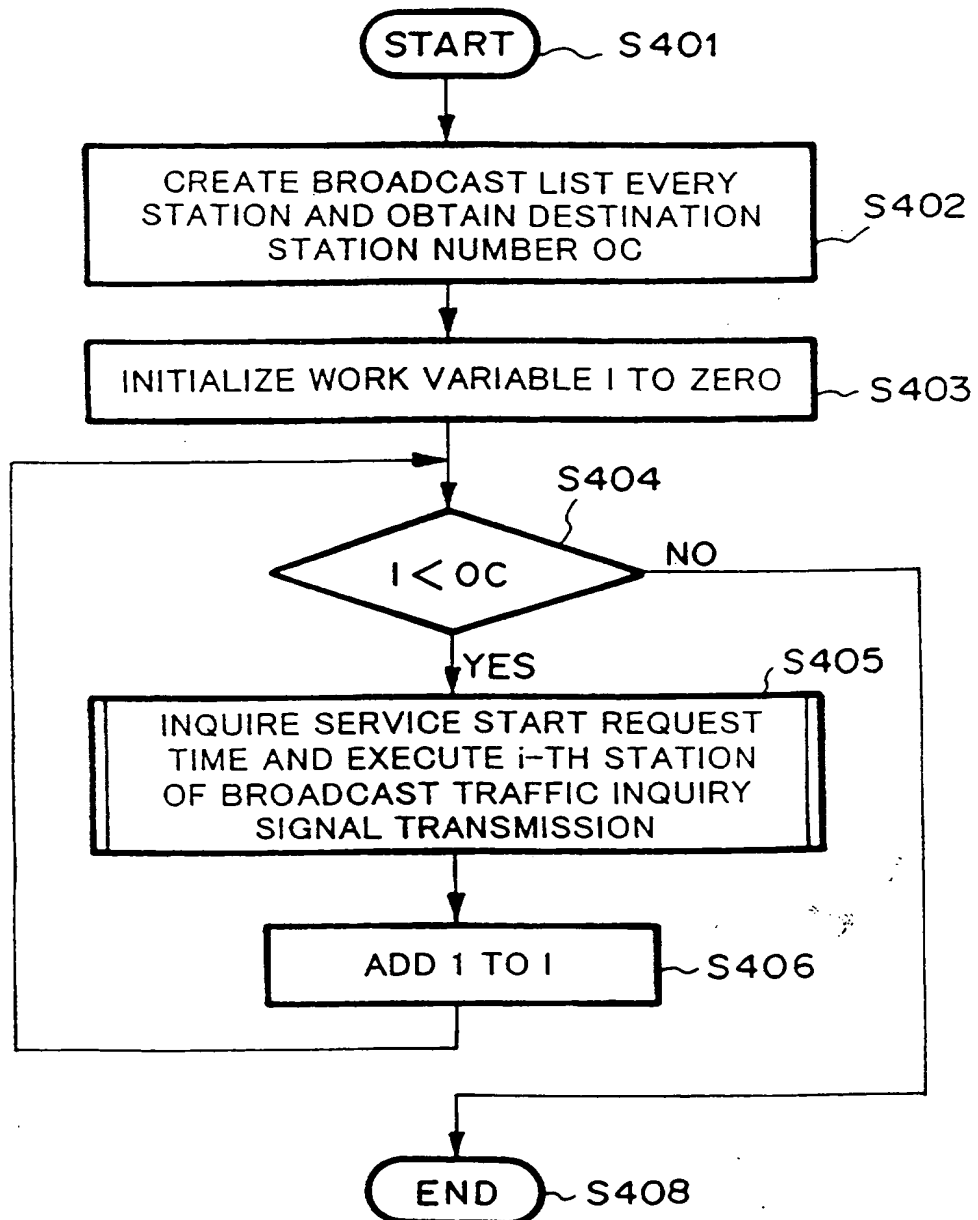 START
S401
CREATE BROADCAST LIST EVERY
STATION AND OBTAIN DESTINATION
STATION NUMBER OC
S402
INITIALIZE WORK VARIABLE I TO ZERO
S403
S404
I < OC
NO
YES
S405
INQUIRE SERVICE START REQUEST
TIME AND EXECUTE i-TH STATION
OF BROADCAST TRAFFIC INQUIRY
SIGNAL TRANSMISSION
ADD 1 TO I
S406
END
S408